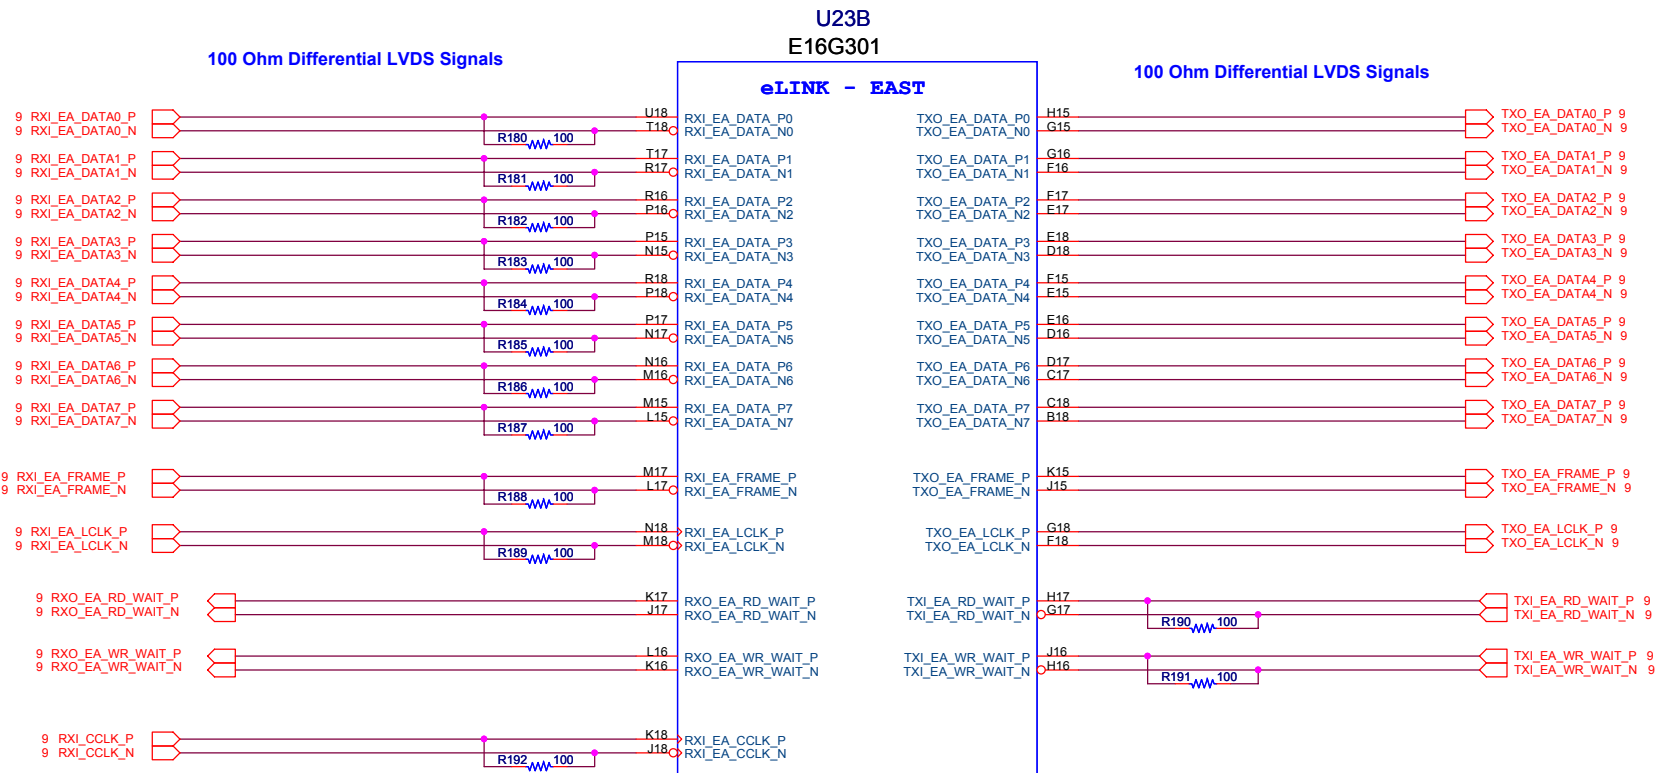 U23B
E16G301
100 Ohm Differential LVDS Signals
100 Ohm Differential LVDS Signals
eLINK - EAST
9 RXI_EA_DATA0_P U18 RXI_EA_DATA_P0 TXO_EA_DATA_P0 H15 TXO_EA_DATA0_P 9
9 RXI_EA_DATA0_N T18 RXI_EA_DATA_N0 TXO_EA_DATA_N0 G15 TXO_EA_DATA0_N 9
R180 100
9 RXI_EA_DATA1_P T17 RXI_EA_DATA_P1 TXO_EA_DATA_P1 G16 TXO_EA_DATA1_P 9
9 RXI_EA_DATA1_N R17 RXI_EA_DATA_N1 TXO_EA_DATA_N1 F16 TXO_EA_DATA1_N 9
R181 100
9 RXI_EA_DATA2_P R16 RXI_EA_DATA_P2 TXO_EA_DATA_P2 F17 TXO_EA_DATA2_P 9
9 RXI_EA_DATA2_N P16 RXI_EA_DATA_N2 TXO_EA_DATA_N2 E17 TXO_EA_DATA2_N 9
R182 100
9 RXI_EA_DATA3_P P15 RXI_EA_DATA_P3 TXO_EA_DATA_P3 E18 TXO_EA_DATA3_P 9
9 RXI_EA_DATA3_N N15 RXI_EA_DATA_N3 TXO_EA_DATA_N3 D18 TXO_EA_DATA3_N 9
R183 100
9 RXI_EA_DATA4_P R18 RXI_EA_DATA_P4 TXO_EA_DATA_P4 F15 TXO_EA_DATA4_P 9
9 RXI_EA_DATA4_N P18 RXI_EA_DATA_N4 TXO_EA_DATA_N4 E15 TXO_EA_DATA4_N 9
R184 100
9 RXI_EA_DATA5_P P17 RXI_EA_DATA_P5 TXO_EA_DATA_P5 E16 TXO_EA_DATA5_P 9
9 RXI_EA_DATA5_N N17 RXI_EA_DATA_N5 TXO_EA_DATA_N5 D16 TXO_EA_DATA5_N 9
R185 100
9 RXI_EA_DATA6_P N16 RXI_EA_DATA_P6 TXO_EA_DATA_P6 D17 TXO_EA_DATA6_P 9
9 RXI_EA_DATA6_N M16 RXI_EA_DATA_N6 TXO_EA_DATA_N6 C17 TXO_EA_DATA6_N 9
R186 100
9 RXI_EA_DATA7_P M15 RXI_EA_DATA_P7 TXO_EA_DATA_P7 C18 TXO_EA_DATA7_P 9
9 RXI_EA_DATA7_N L15 RXI_EA_DATA_N7 TXO_EA_DATA_N7 B18 TXO_EA_DATA7_N 9
R187 100
9 RXI_EA_FRAME_P M17 RXI_EA_FRAME_P TXO_EA_FRAME_P K15 TXO_EA_FRAME_P 9
9 RXI_EA_FRAME_N L17 RXI_EA_FRAME_N TXO_EA_FRAME_N J15 TXO_EA_FRAME_N 9
R188 100
9 RXI_EA_LCLK_P N18 RXI_EA_LCLK_P TXO_EA_LCLK_P G18 TXO_EA_LCLK_P 9
9 RXI_EA_LCLK_N M18 RXI_EA_LCLK_N TXO_EA_LCLK_N F18 TXO_EA_LCLK_N 9
R189 100
9 RXO_EA_RD_WAIT_P K17 RXO_EA_RD_WAIT_P TXI_EA_RD_WAIT_P H17 TXI_EA_RD_WAIT_P 9
9 RXO_EA_RD_WAIT_N J17 RXO_EA_RD_WAIT_N TXI_EA_RD_WAIT_N G17 TXI_EA_RD_WAIT_N 9
R190 100
9 RXO_EA_WR_WAIT_P L16 RXO_EA_WR_WAIT_P TXI_EA_WR_WAIT_P J16 TXI_EA_WR_WAIT_P 9
9 RXO_EA_WR_WAIT_N K16 RXO_EA_WR_WAIT_N TXI_EA_WR_WAIT_N H16 TXI_EA_WR_WAIT_N 9
R191 100
9 RXI_CCLK_P K18 RXI_EA_CCLK_P
9 RXI_CCLK_N J18 RXI_EA_CCLK_N
R192 100